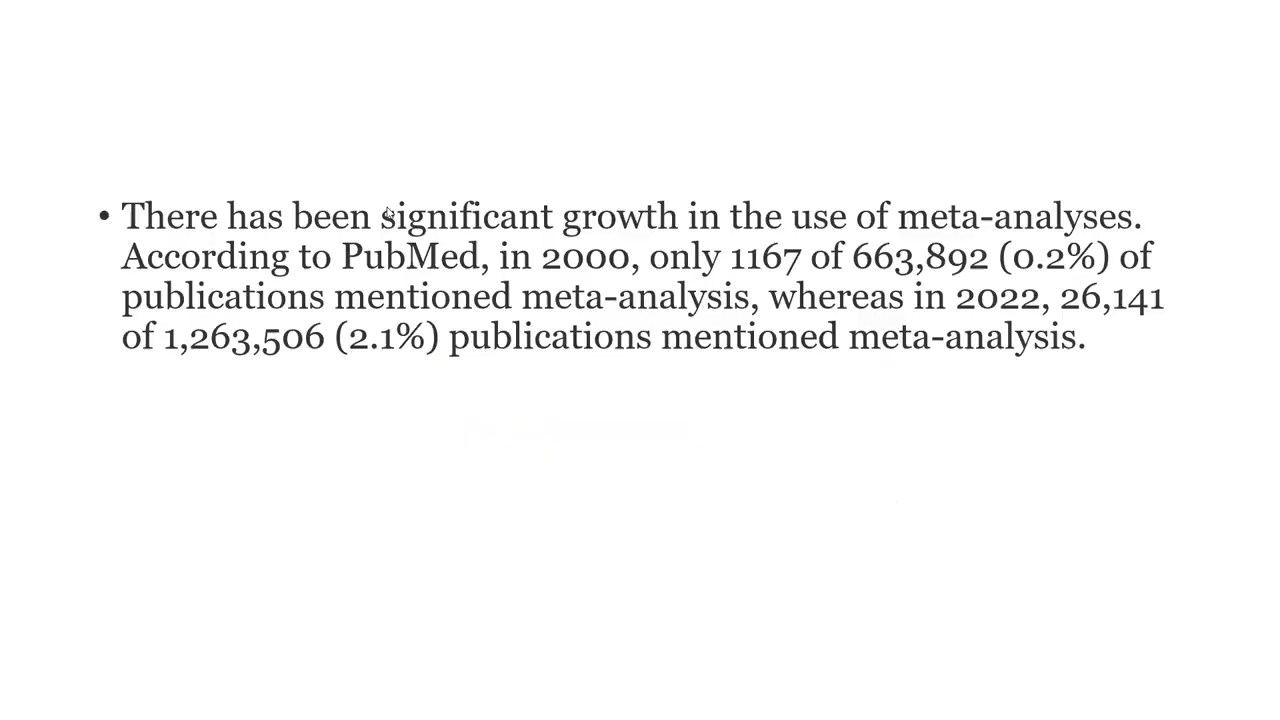 • There has been significant growth in the use of meta-analyses.
According to PubMed, in 2000, only 1167 of 663,892 (0.2%) of
publications mentioned meta-analysis, whereas in 2022, 26,141
of 1,263,506 (2.1%) publications mentioned meta-analysis.